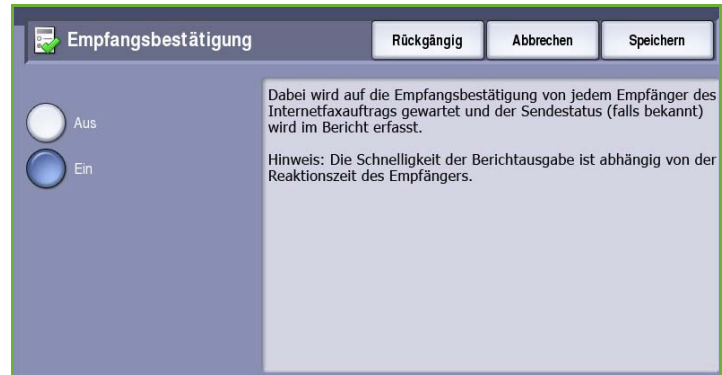 Empfangsbestätigung
Rückgängig
Abbrechen
Speichern
Aus
Ein
Dabei wird auf die Empfangsbestätigung von jedem Empfänger des
Internetfaxauftrags gewartet und der Sendestatus (falls bekannt)
wird im Bericht erfasst.
Hinweis: Die Schnelligkeit der Berichtausgabe ist abhängig von der
Reaktionszeit des Empfängers.